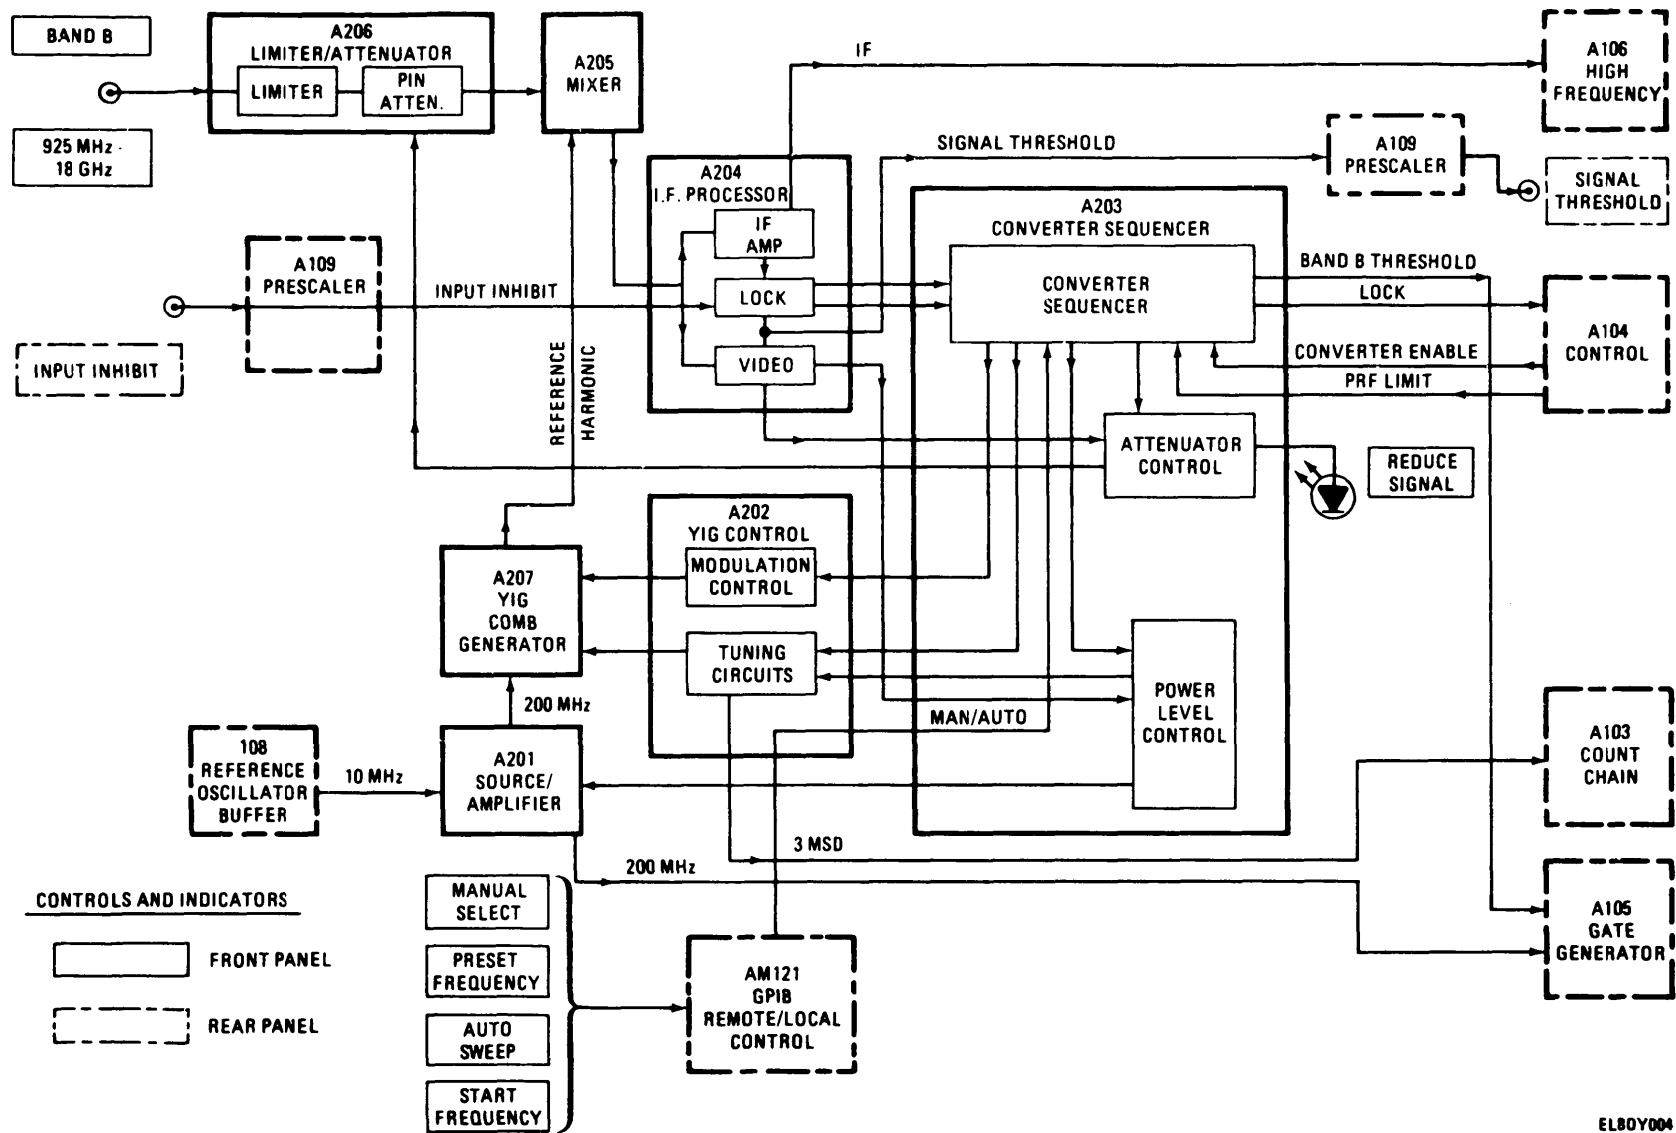 BAND B
925 MHz -
18 GHz
A206
LIMITER/ATTENUATOR
LIMITER
PIN
ATTEN.
A205
MIXER
IF
A106
HIGH
FREQUENCY
SIGNAL THRESHOLD
A109
PRESCALER
SIGNAL
THRESHOLD
A204
I.F. PROCESSOR
IF
AMP
LOCK
VIDEO
A203
CONVERTER SEQUENCER
CONVERTER
SEQUENCER
BAND B THRESHOLD
LOCK
CONVERTER ENABLE
PRF LIMIT
A104
CONTROL
A109
PRESCALER
INPUT INHIBIT
INPUT INHIBIT
REFERENCE
HARMONIC
ATTENUATOR
CONTROL
REDUCE
SIGNAL
A202
YIG CONTROL
MODULATION
CONTROL
TUNING
CIRCUITS
A207
YIG
COMB
GENERATOR
200 MHz
MAN/AUTO
POWER
LEVEL
CONTROL
108
REFERENCE
OSCILLATOR
BUFFER
10 MHz
A201
SOURCE/
AMPLIFIER
A103
COUNT
CHAIN
3 MSD
200 MHz
A105
GATE
GENERATOR
CONTROLS AND INDICATORS
FRONT PANEL
REAR PANEL
MANUAL
SELECT
PRESET
FREQUENCY
AUTO
SWEEP
START
FREQUENCY
AM121
GPIB
REMOTE/LOCAL
CONTROL
EL8DY004